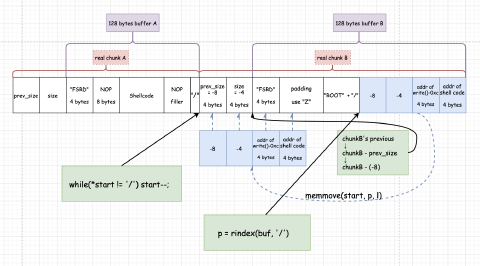 128 bytes buffer A
128 bytes buffer B
real chunk A
real chunk B
prev_size
size
"FSRD"
4 bytes
NOP
8 bytes
Shellcode
NOP
filler
"/"
prev_size
= -8
4 bytes
size
= -4
4 bytes
"FSRD"
4 bytes
padding
use "Z"
"ROOT" + "/"
-8
-4
addr of
write()-0xc
4 bytes
addr of
shell code
4 bytes
-8
-4
addr of
write()-0xc
4 bytes
addr of
shell code
4 bytes
chunkB's previous
↓
chunkB - prev_size
↓
chunkB - (-8)
while(*start != '/') start--;
memmove(start, p, l)
p = rindex(buf, '/')